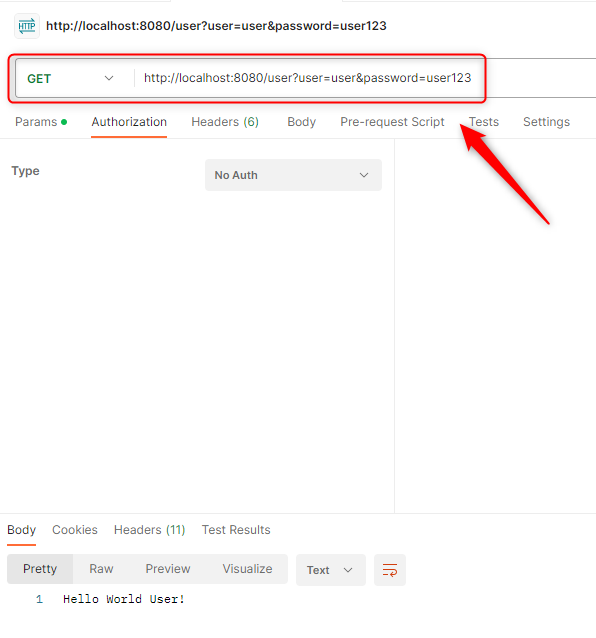 HTTP http://localhost:8080/user?user=user&password=user123
GET http://localhost:8080/user?user=user&password=user123
Params Authorization Headers (6) Body Pre-request Script Tests Settings
Type No Auth
Body Cookies Headers (11) Test Results
Pretty Raw Preview Visualize Text
1 Hello World User!